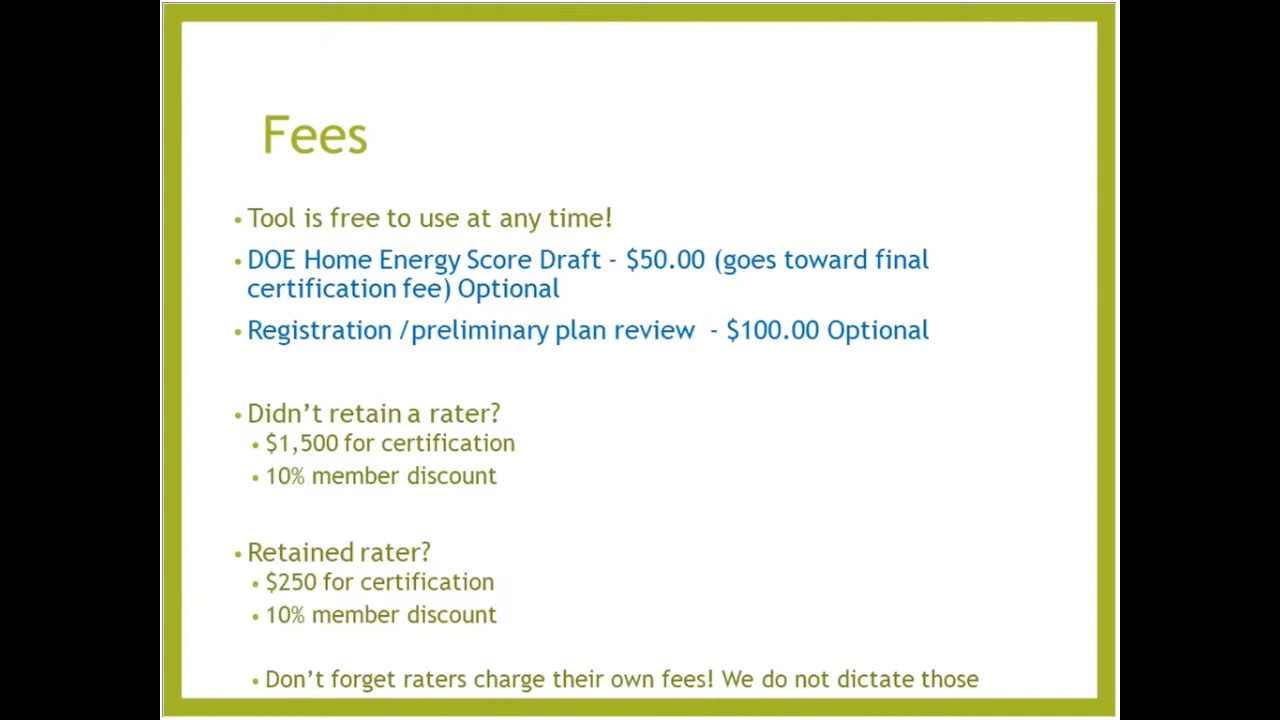 Fees
• Tool is free to use at any time!
• DOE Home Energy Score Draft - $50.00 (goes toward final
certification fee) Optional
• Registration /preliminary plan review  - $100.00 Optional
• Didn’t retain a rater?
• $1,500 for certification
• 10% member discount
• Retained rater?
• $250 for certification
• 10% member discount
• Don’t forget raters charge their own fees! We do not dictate those